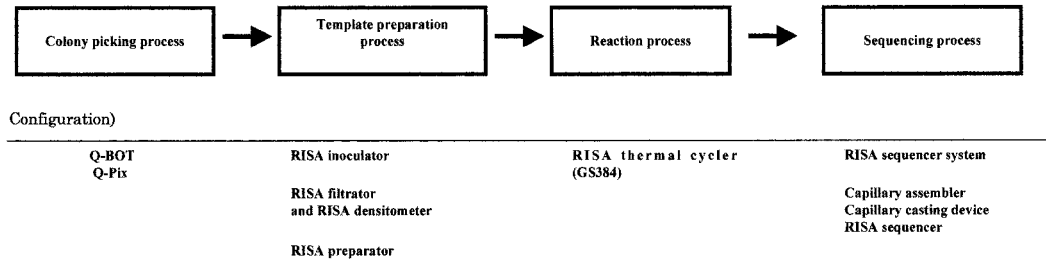 Colony picking process
Template preparation
process
Reaction process
Sequencing process
Configuration)
Q-BOT
Q-Pix
RISA inoculator
RISA filtrator
and RISA densitometer
RISA preparator
RISA thermal cycler
(GS384)
RISA sequencer system
Capillary assembler
Capillary casting device
RISA sequencer